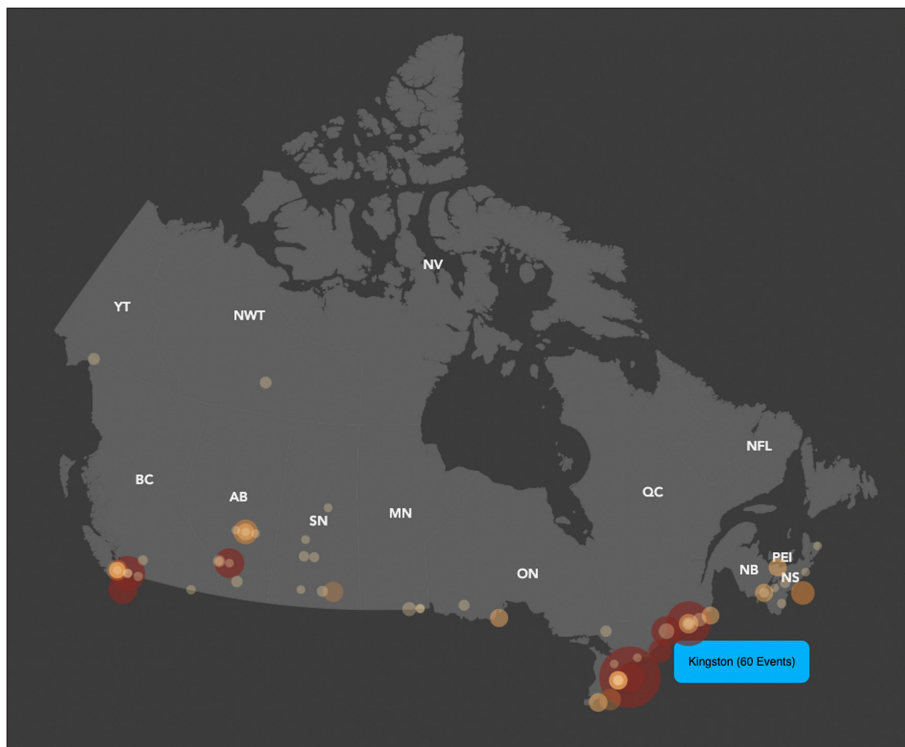 NV
YT
NWT
NFL
BC
QC
AB
MN
SN
PEI
NB
ON
NS
Kingston (60 Events)